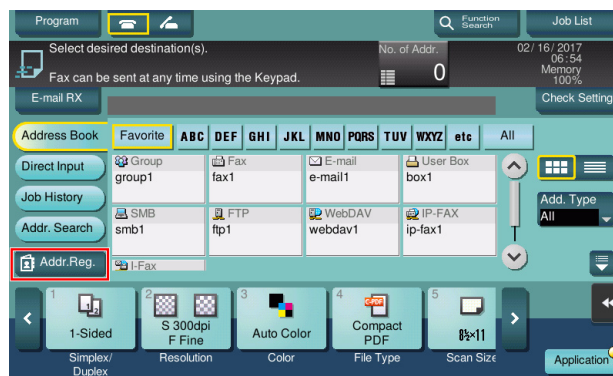 Program
Function
Search
Job List
Select desired destination(s).
No. of Addr.
02/16/2017
06:54
Fax can be sent at any time using the Keypad.
0
Memory
100%
E-mail RX
Check Setting
Address Book
Favorite
ABC
DEF
GHI
JKL
MNO
PQRS
TUV
WXYZ
etc
All
Direct Input
Group
group1
Fax
fax1
E-mail
e-mail1
User Box
box1
Job History
Add. Type
All
Addr. Search
SMB
smb1
FTP
ftp1
WebDAV
webdav1
IP-FAX
ip-fax1
Addr.Reg.
I-Fax
1
1-Sided
2
S 300dpi
F Fine
3
Auto Color
4
C-PDF
Compact
PDF
5
8½×11
Simplex/
Duplex
Resolution
Color
File Type
Scan Size
Application